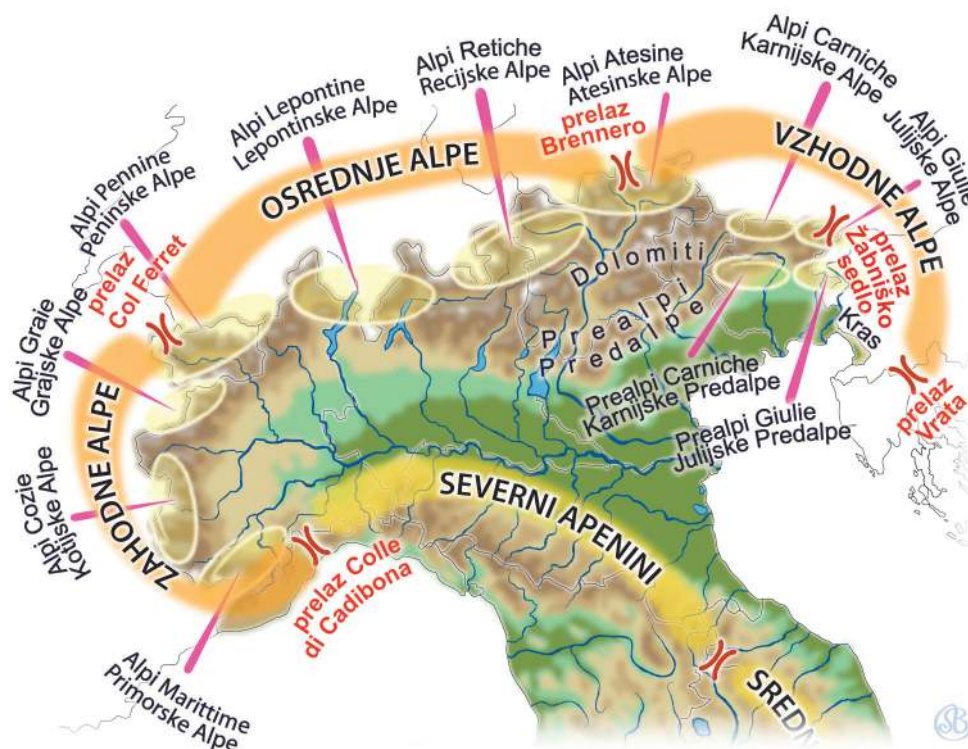 Alpi Carniche
Karnijske Alpe
Alpi Retiche
Recijske Alpe
Alpi Atesine
Atesinske Alpe
Alpi Lepontine
Lepontinske Alpe
prelaz
Brennero
Alpi Giulie
Julijske Alpe
VZHODNE ALPE
OSREDNJE ALPE
Alpi Pennine
Peninske Alpe
prelaz
Col Ferret
prelaz
Žabniško
sedlo
Dolomiti
Prealpi
Predalpe
Kras
Alpi Graie
Grajske Alpe
prelaz
Vrata
Prealpi Carniche
Karnijske Predalpe
Prealpi Giulie
Julijske Predalpe
ZAHODNE ALPE
Alpi Cozie
Kotijske Alpe
SEVERNI APENINI
prelaz Colle
di Cadibona
Alpi Marittime
Primorske Alpe
SREDN
SB